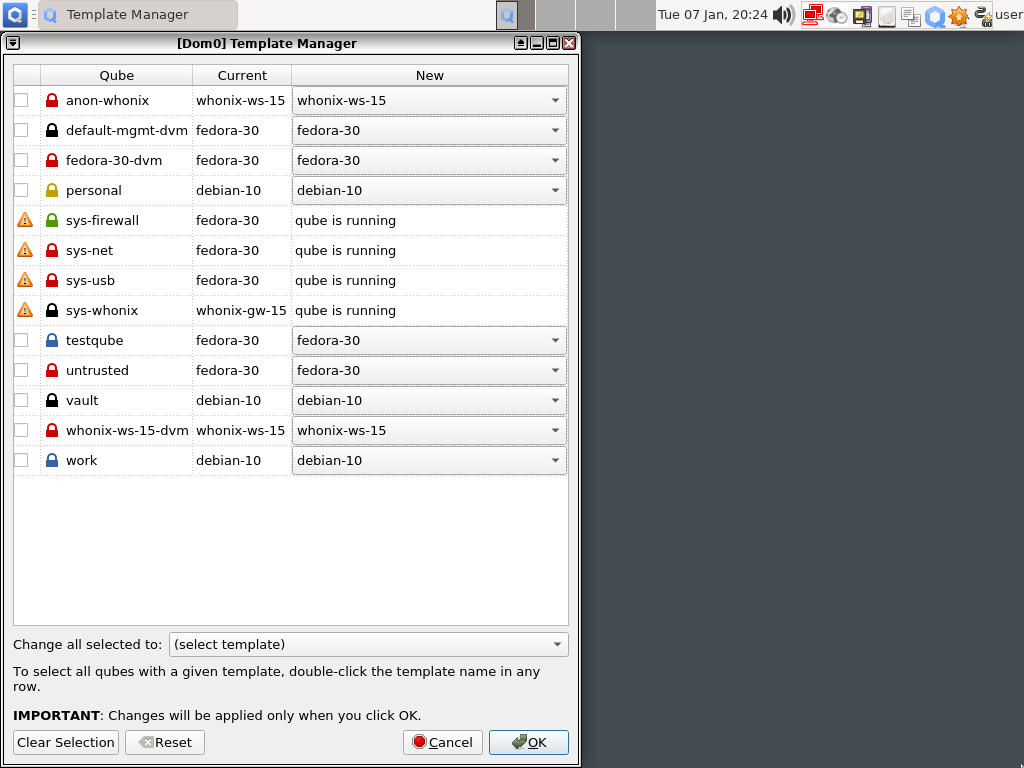 Template Manager
Tue 07 Jan, 20:24
user
[Dom0] Template Manager
Qube Current New
anon-whonix whonix-ws-15 whonix-ws-15
default-mgmt-dvm fedora-30 fedora-30
fedora-30-dvm fedora-30 fedora-30
personal debian-10 debian-10
sys-firewall fedora-30 qube is running
sys-net fedora-30 qube is running
sys-usb fedora-30 qube is running
sys-whonix whonix-gw-15 qube is running
testqube fedora-30 fedora-30
untrusted fedora-30 fedora-30
vault debian-10 debian-10
whonix-ws-15-dvm whonix-ws-15 whonix-ws-15
work debian-10 debian-10
Change all selected to: (select template)
To select all qubes with a given template, double-click the template name in any
row.
IMPORTANT: Changes will be applied only when you click OK.
Clear Selection Reset Cancel OK